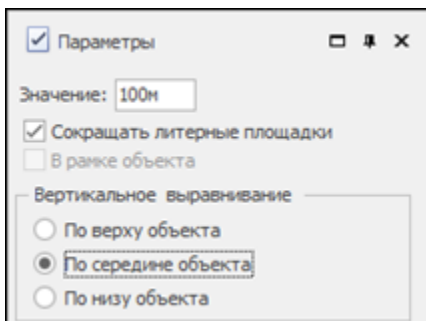 Параметры
Значение: 100м
Сокращать литерные площадки
В рамке объекта
Вертикальное выравнивание
По верху объекта
По середине объекта
По низу объекта